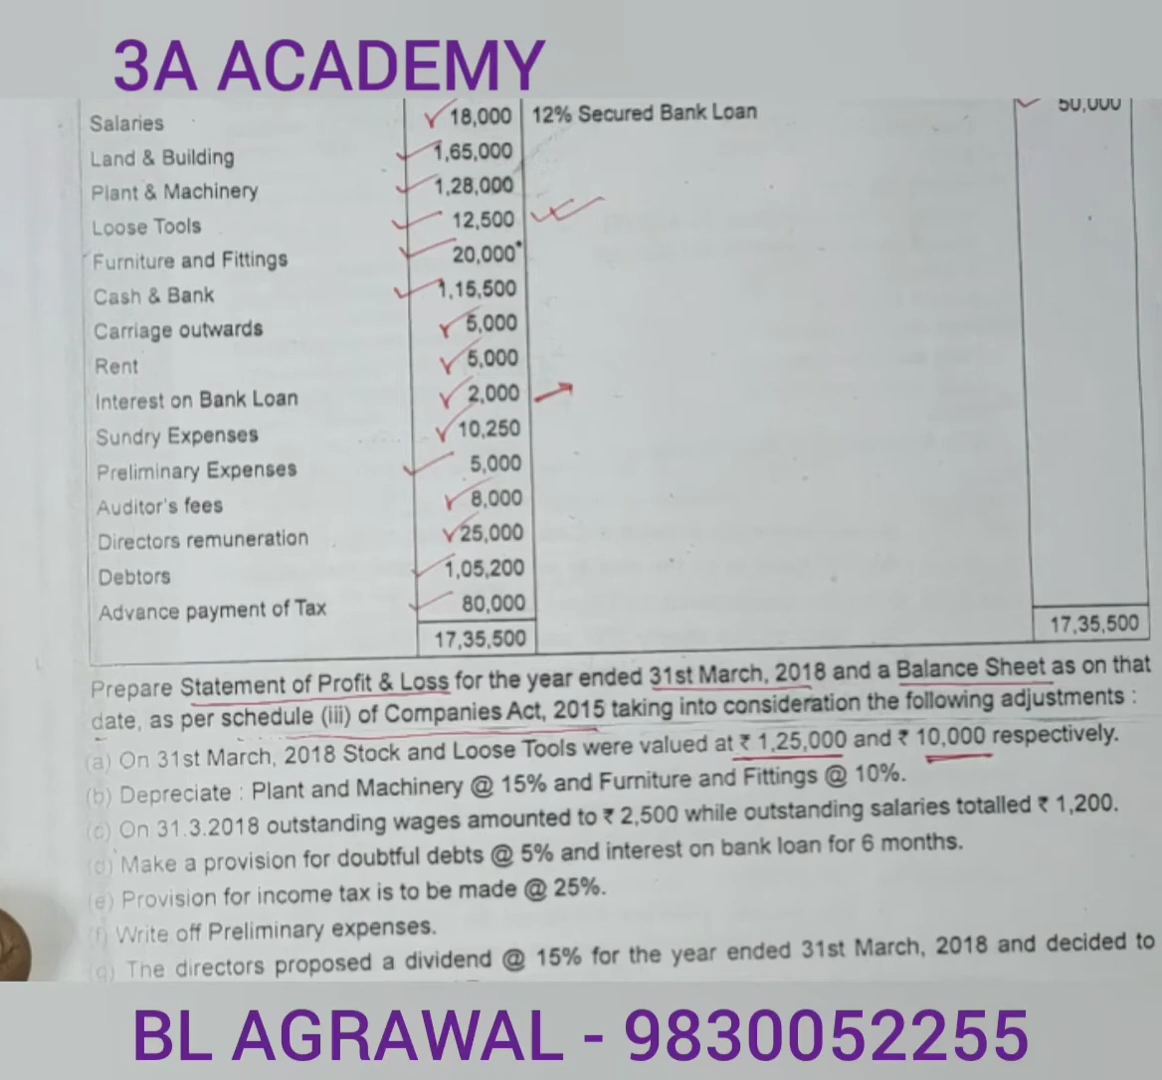 3A ACADEMY
Salaries 18,000 12% Secured Bank Loan 50,000
Land & Building 1,65,000
Plant & Machinery 1,28,000
Loose Tools 12,500
Furniture and Fittings 20,000
Cash & Bank 1,15,500
Carriage outwards 5,000
Rent 5,000
Interest on Bank Loan 2,000
Sundry Expenses 10,250
Preliminary Expenses 5,000
Auditor's fees 8,000
Directors remuneration 25,000
Debtors 1,05,200
Advance payment of Tax 80,000
17,35,500 17,35,500
Prepare Statement of Profit & Loss for the year ended 31st March, 2018 and a Balance Sheet as on that
date, as per schedule (iii) of Companies Act, 2015 taking into consideration the following adjustments :
(a) On 31st March, 2018 Stock and Loose Tools were valued at ₹ 1,25,000 and ₹ 10,000 respectively.
(b) Depreciate : Plant and Machinery @ 15% and Furniture and Fittings @ 10%.
(c) On 31.3.2018 outstanding wages amounted to ₹ 2,500 while outstanding salaries totalled ₹ 1,200.
(d) Make a provision for doubtful debts @ 5% and interest on bank loan for 6 months.
(e) Provision for income tax is to be made @ 25%.
(f) Write off Preliminary expenses.
(g) The directors proposed a dividend @ 15% for the year ended 31st March, 2018 and decided to
BL AGRAWAL - 9830052255